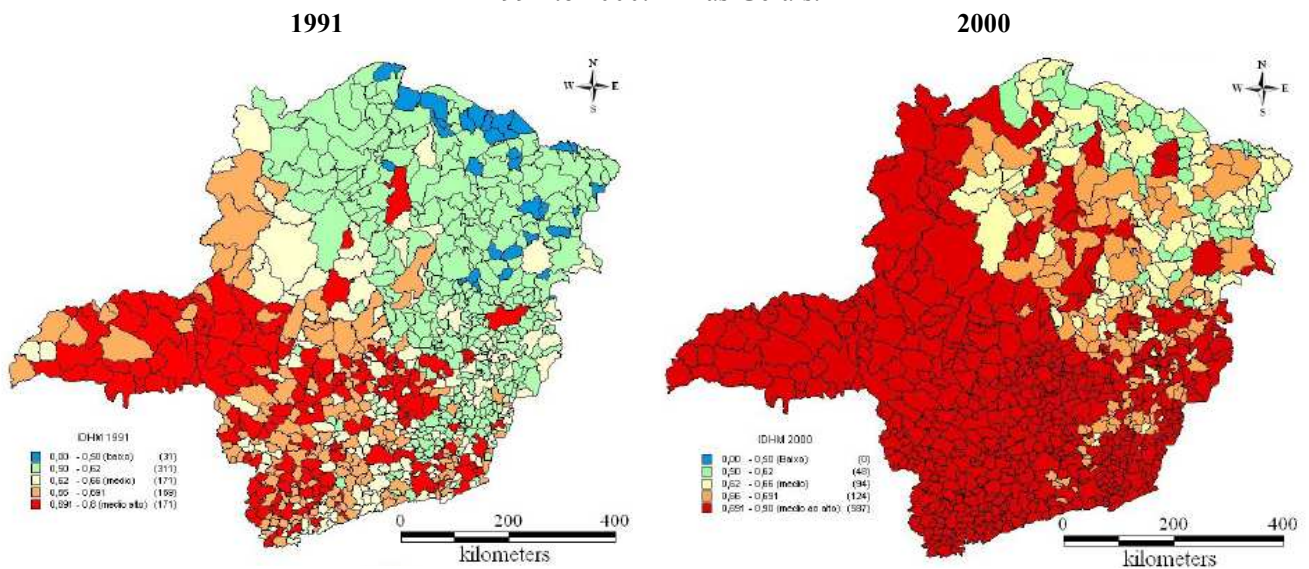 1991
2000
N
W E
S
N
W E
S
IDHM 1991
0,00 - 0,50 (baixo) (31)
0,50 - 0,62 (311)
0,62 - 0,66 (medio) (171)
0,66 - 0,691 (169)
0,691 - 0,8 (medio alto) (171)
0 200 400
kilometers
IDHM 2000
0,00 - 0,50 (Baixo) (0)
0,50 - 0,62 (48)
0,62 - 0,66 (medio) (94)
0,66 - 0,691 (124)
0,691 - 0,90 (medio ao alto) (587)
0 200 400
kilometers